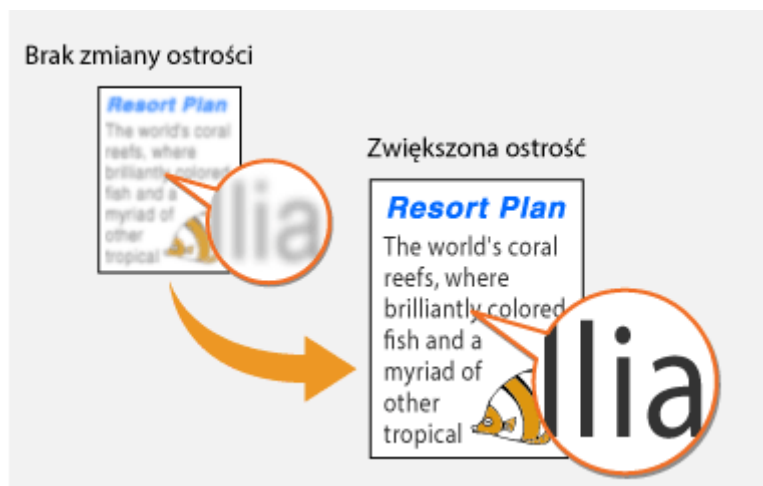 Brak zmiany ostrości
Resort Plan
The world's coral
reefs, where
brilliantly colored
fish and a
myriad of
other
tropical
lia
Zwiększona ostrość
Resort Plan
The world's coral
reefs, where
brilliantly colored
fish and a
myriad of
other
tropical
llia